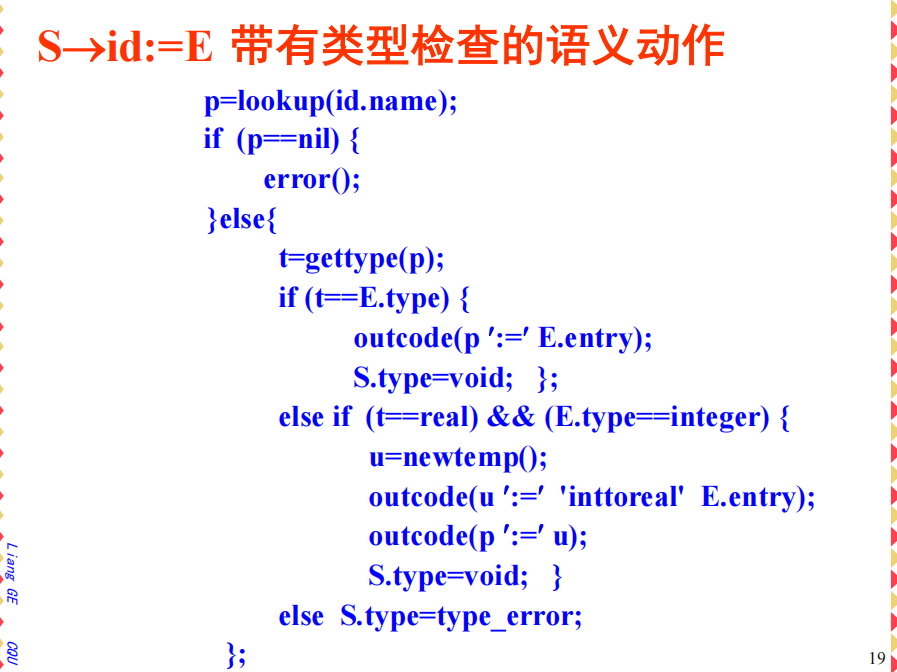 S→id:=E 带有类型检查的语义动作
p=lookup(id.name);
if (p==nil) {
error();
}else{
t=gettype(p);
if (t==E.type) {
outcode(p ′:=′ E.entry);
S.type=void; };
else if (t==real) && (E.type==integer) {
u=newtemp();
outcode(u ′:=′ 'inttoreal' E.entry);
outcode(p ′:=′ u);
S.type=void; }
else S.type=type_error;
};
Liang GE CQU
19